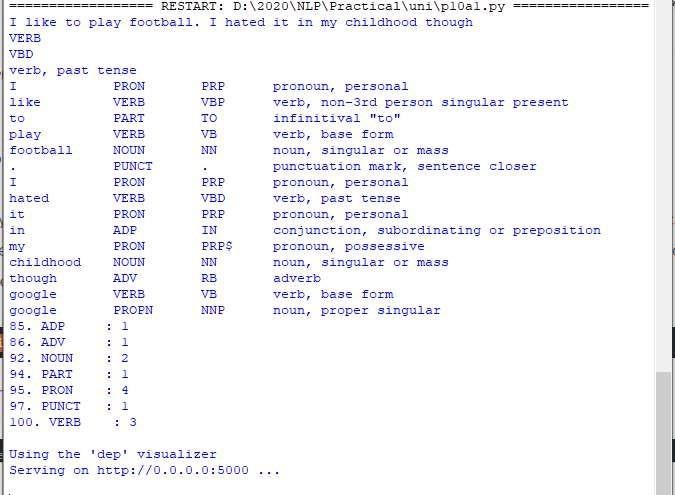 ================== RESTART: D:\2020\NLP\Practical\uni\p10a1.py =================
I like to play football. I hated it in my childhood though
VERB
VBD
verb, past tense
I            PRON       PRP      pronoun, personal
like         VERB       VBP      verb, non-3rd person singular present
to           PART       TO       infinitival "to"
play         VERB       VB       verb, base form
football     NOUN       NN       noun, singular or mass
.            PUNCT      .        punctuation mark, sentence closer
I            PRON       PRP      pronoun, personal
hated        VERB       VBD      verb, past tense
it           PRON       PRP      pronoun, personal
in           ADP        IN       conjunction, subordinating or preposition
my           PRON       PRP$     pronoun, possessive
childhood    NOUN       NN       noun, singular or mass
though       ADV        RB       adverb
google       VERB       VB       verb, base form
google       PROPN      NNP      noun, proper singular
85. ADP     : 1
86. ADV     : 1
92. NOUN    : 2
94. PART    : 1
95. PRON    : 4
97. PUNCT   : 1
100. VERB    : 3
Using the 'dep' visualizer
Serving on http://0.0.0.0:5000 ...